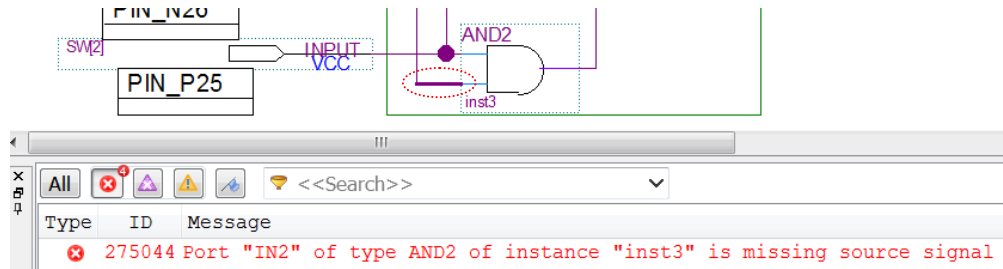 PIN_N26
SW[2]
INPUT
VCC
AND2
PIN_P25
inst3
All
4
<<Search>>
Type ID Message
275044 Port "IN2" of type AND2 of instance "inst3" is missing source signal